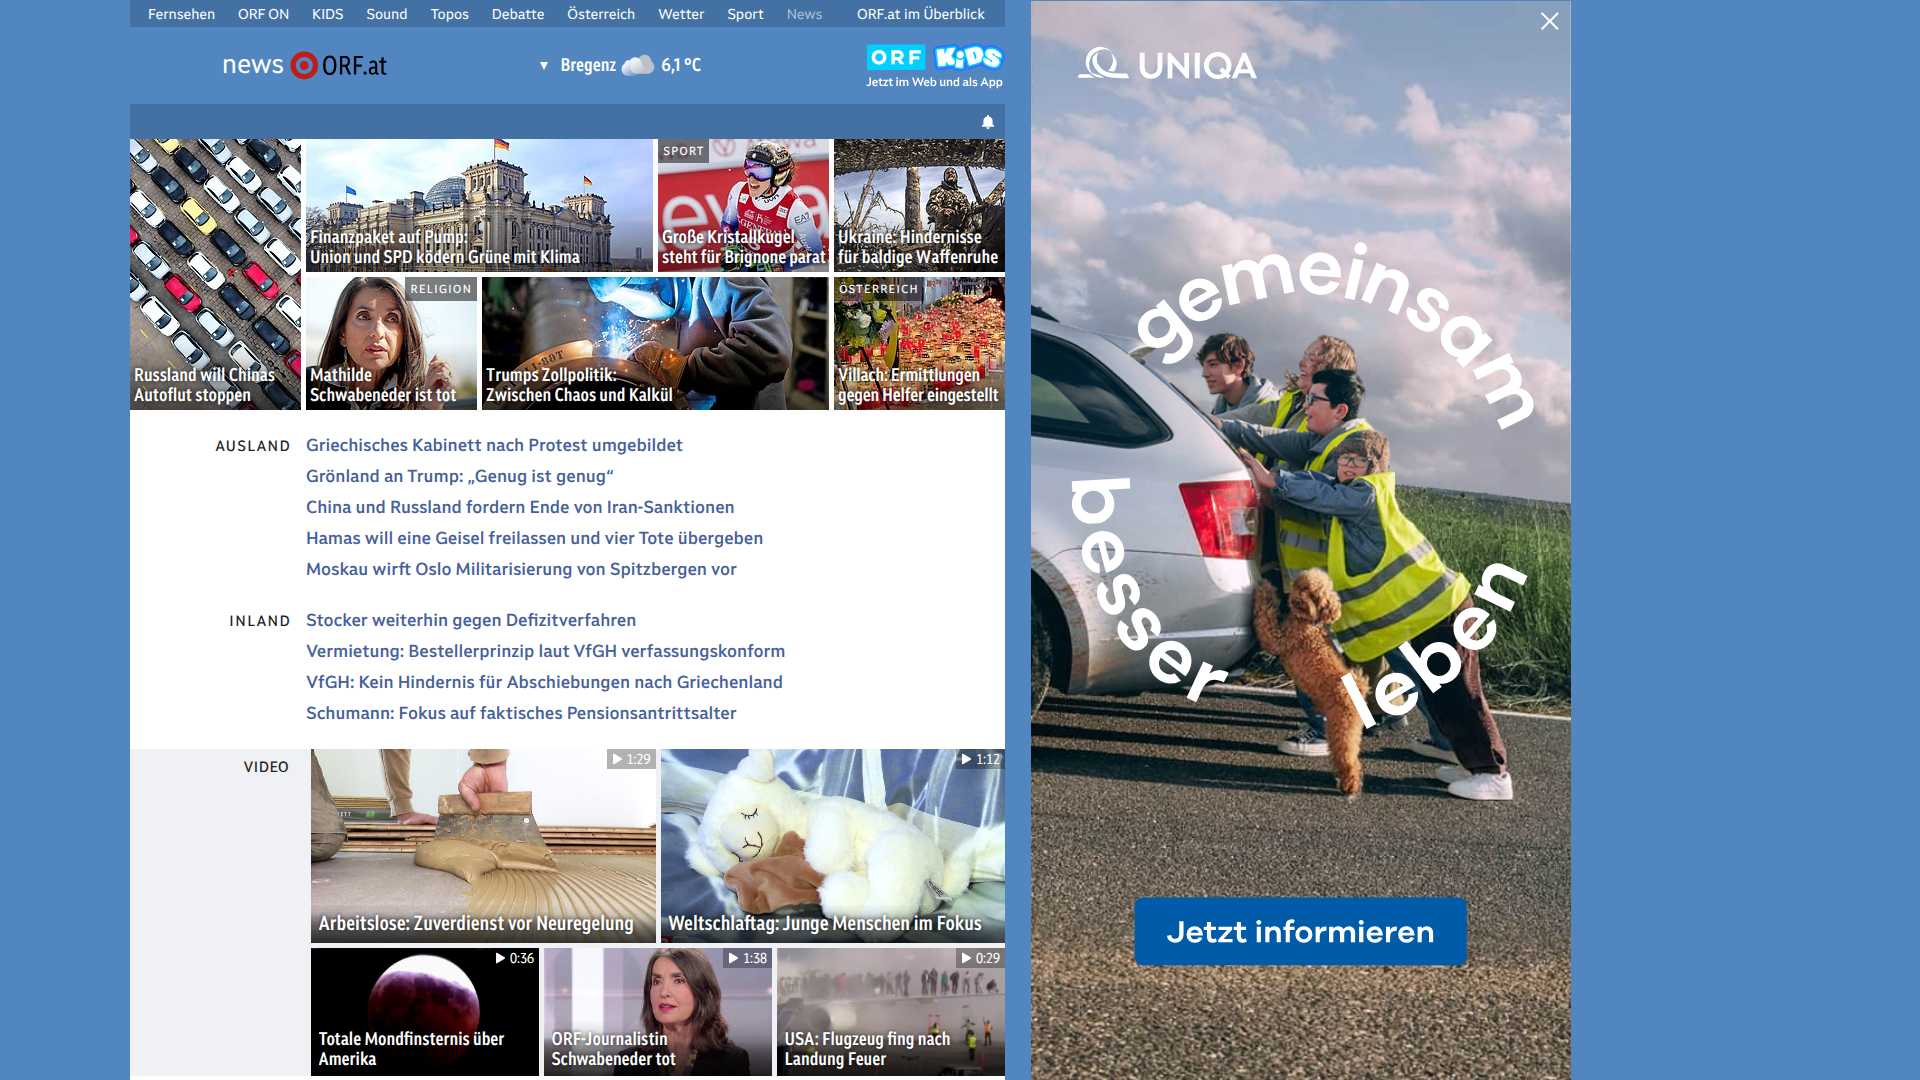 Fernsehen ORF ON KIDS Sound Topos Debatte Österreich Wetter Sport News ORF.at im Überblick
news ORF.at
Bregenz 6,1 °C
ORF KiDS
Jetzt im Web und als App
Russland will Chinas
Autoflut stoppen
Finanzpaket auf Pump:
Union und SPD ködern Grüne mit Klima
SPORT
Große Kristallkugel
steht für Brignone parat
Ukraine: Hindernisse
für baldige Waffenruhe
RELIGION
Mathilde
Schwabeneder ist tot
Trumps Zollpolitik:
Zwischen Chaos und Kalkül
ÖSTERREICH
Villach: Ermittlungen
gegen Helfer eingestellt
AUSLAND
Griechisches Kabinett nach Protest umgebildet
Grönland an Trump: „Genug ist genug“
China und Russland fordern Ende von Iran-Sanktionen
Hamas will eine Geisel freilassen und vier Tote übergeben
Moskau wirft Oslo Militarisierung von Spitzbergen vor
INLAND
Stocker weiterhin gegen Defizitverfahren
Vermietung: Bestellerprinzip laut VfGH verfassungskonform
VfGH: Kein Hindernis für Abschiebungen nach Griechenland
Schumann: Fokus auf faktisches Pensionsantrittsalter
VIDEO
1:29
Arbeitslose: Zuverdienst vor Neuregelung
1:12
Weltschlaftag: Junge Menschen im Fokus
0:36
Totale Mondfinsternis über
Amerika
1:38
ORF-Journalistin
Schwabeneder tot
0:29
USA: Flugzeug fing nach
Landung Feuer
UNIQA
gemeinsam
besser
leben
Jetzt informieren